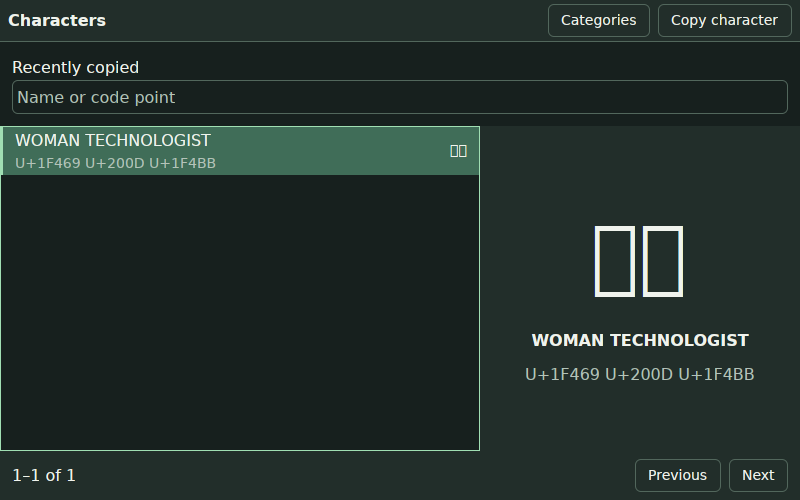 Characters
Categories
Copy character
Recently copied
Name or code point
WOMAN TECHNOLOGIST
U+1F469 U+200D U+1F4BB
WOMAN TECHNOLOGIST
U+1F469 U+200D U+1F4BB
1–1 of 1
Previous
Next